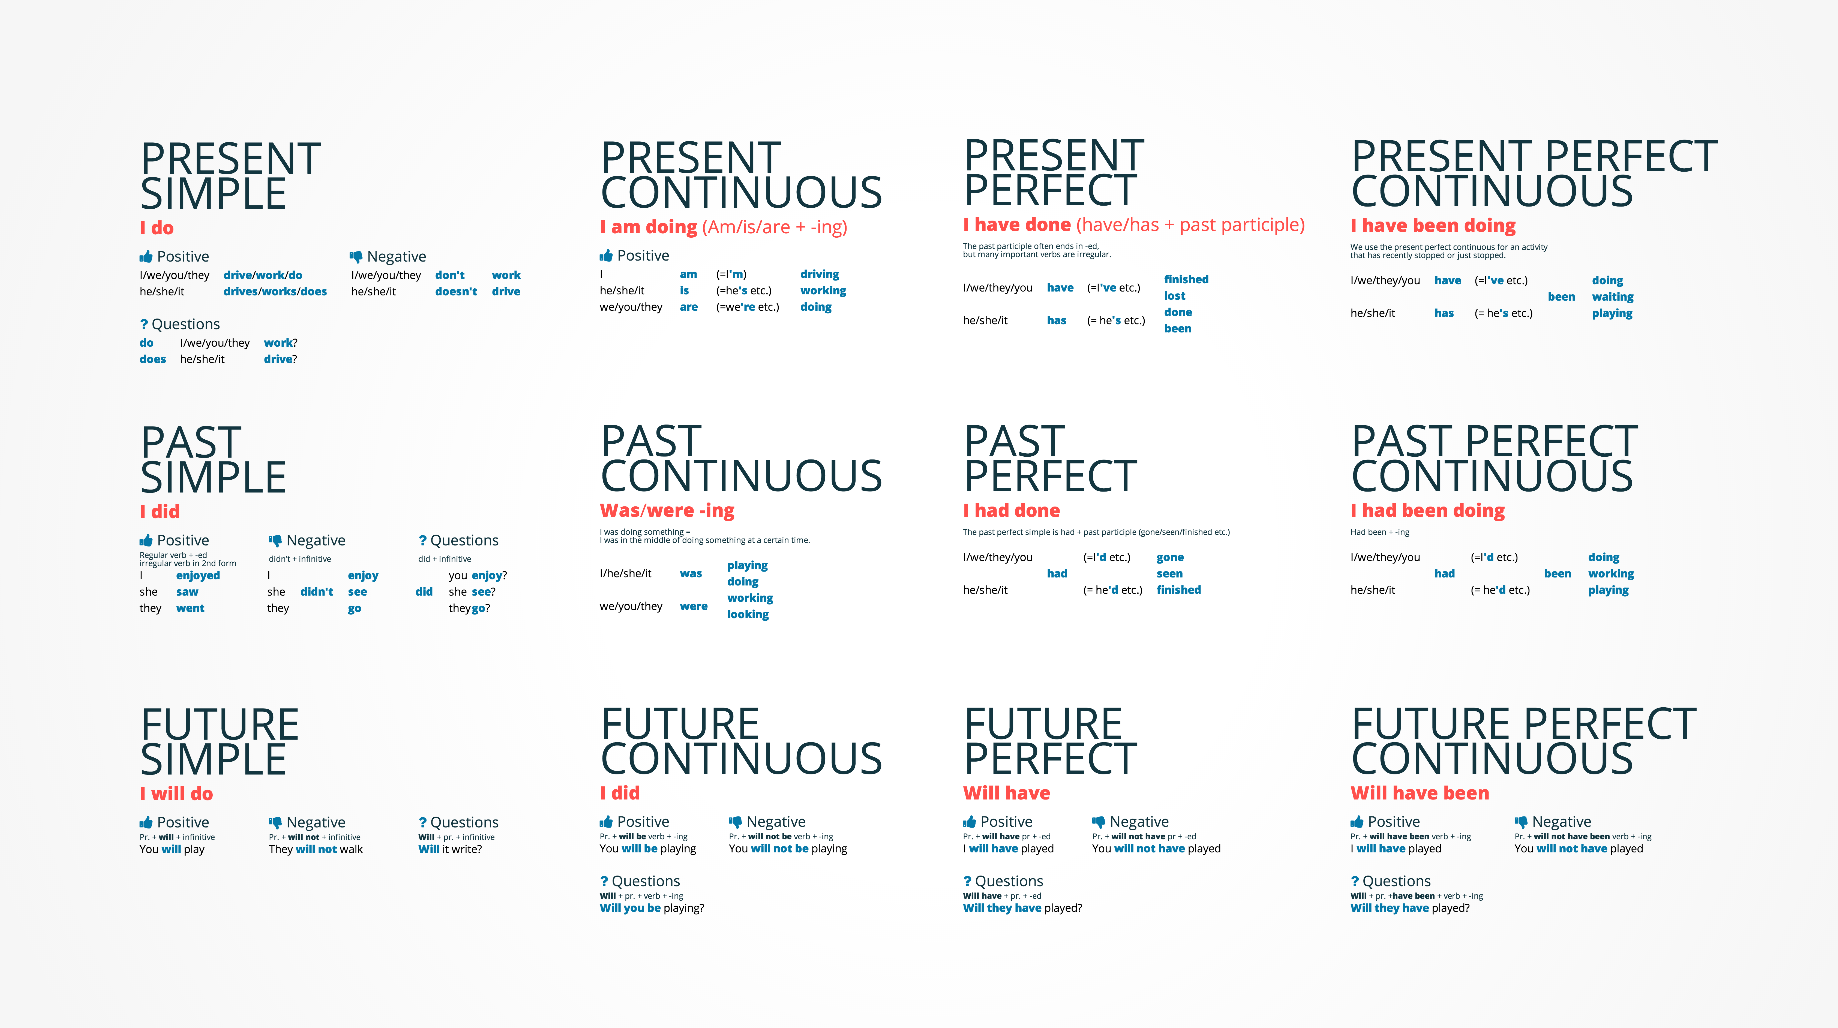 PRESENT
SIMPLE
I do
Positive
I/we/you/they drive/work/do
he/she/it drives/works/does
Negative
I/we/you/they don't work
he/she/it doesn't drive
? Questions
do I/we/you/they work?
does he/she/it drive?
PRESENT
CONTINUOUS
I am doing (Am/is/are + -ing)
Positive
I am (=I'm) driving
he/she/it is (=he's etc.) working
we/you/they are (=we're etc.) doing
PRESENT
PERFECT
I have done (have/has + past participle)
The past participle often ends in -ed,
but many important verbs are irregular.
finished
I/we/they/you have (=I've etc.)
lost
done
he/she/it has (= he's etc.)
been
PRESENT PERFECT
CONTINUOUS
I have been doing
We use the present perfect continuous for an activity
that has recently stopped or just stopped.
I/we/they/you have (=I've etc.) doing
been waiting
he/she/it has (= he's etc.) playing
PAST
SIMPLE
I did
Positive
Regular verb + -ed
irregular verb in 2nd form
I enjoyed
she saw
they went
Negative
didn't + infinitive
I enjoy
she didn't see
they go
? Questions
did + infinitive
you enjoy?
did she see?
they go?
PAST
CONTINUOUS
Was/were -ing
I was doing something =
I was in the middle of doing something at a certain time.
playing
I/he/she/it was
doing
working
we/you/they were
looking
PAST
PERFECT
I had done
The past perfect simple is had + past participle (gone/seen/finished etc.)
I/we/they/you (=I'd etc.) gone
had seen
he/she/it (= he'd etc.) finished
PAST PERFECT
CONTINUOUS
I had been doing
Had been + -ing
I/we/they/you (=I'd etc.) doing
had been working
he/she/it (= he'd etc.) playing
FUTURE
SIMPLE
I will do
Positive
Pr. + will + infinitive
You will play
Negative
Pr. + will not + infinitive
They will not walk
? Questions
Will + pr. + infinitive
Will it write?
FUTURE
CONTINUOUS
I did
Positive
Pr. + will be verb + -ing
You will be playing
Negative
Pr. + will not be verb + -ing
You will not be playing
? Questions
Will + pr. + verb + -ing
Will you be playing?
FUTURE
PERFECT
Will have
Positive
Pr. + will have pr + -ed
I will have played
Negative
Pr. + will not have pr + -ed
You will not have played
? Questions
Will have + pr. + -ed
Will they have played?
FUTURE PERFECT
CONTINUOUS
Will have been
Positive
Pr. + will have been verb + -ing
I will have played
Negative
Pr. + will not have been verb + -ing
You will not have played
? Questions
Will + pr. +have been + verb + -ing
Will they have played?